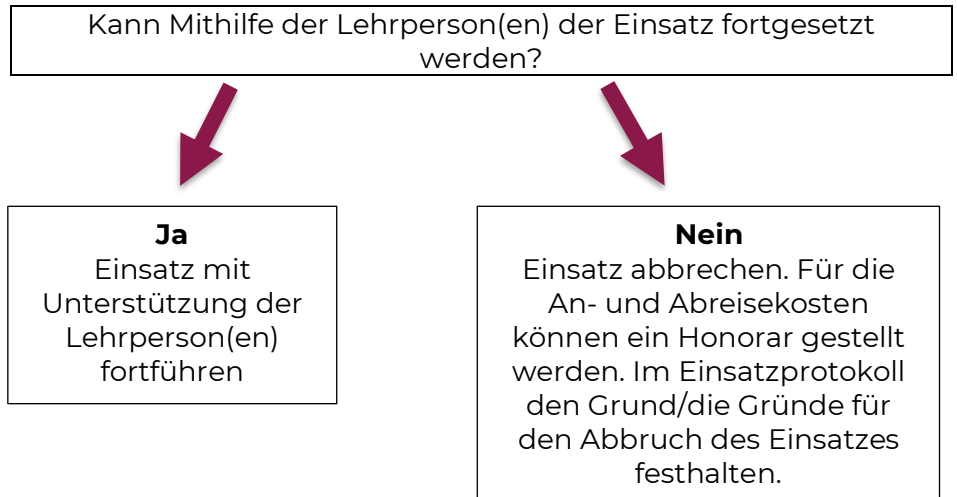 Kann Mithilfe der Lehrperson(en) der Einsatz fortgesetzt
werden?
Ja
Einsatz mit
Unterstützung der
Lehrperson(en)
fortführen
Nein
Einsatz abbrechen. Für die
An- und Abreisekosten
können ein Honorar gestellt
werden. Im Einsatzprotokoll
den Grund/die Gründe für
den Abbruch des Einsatzes
festhalten.